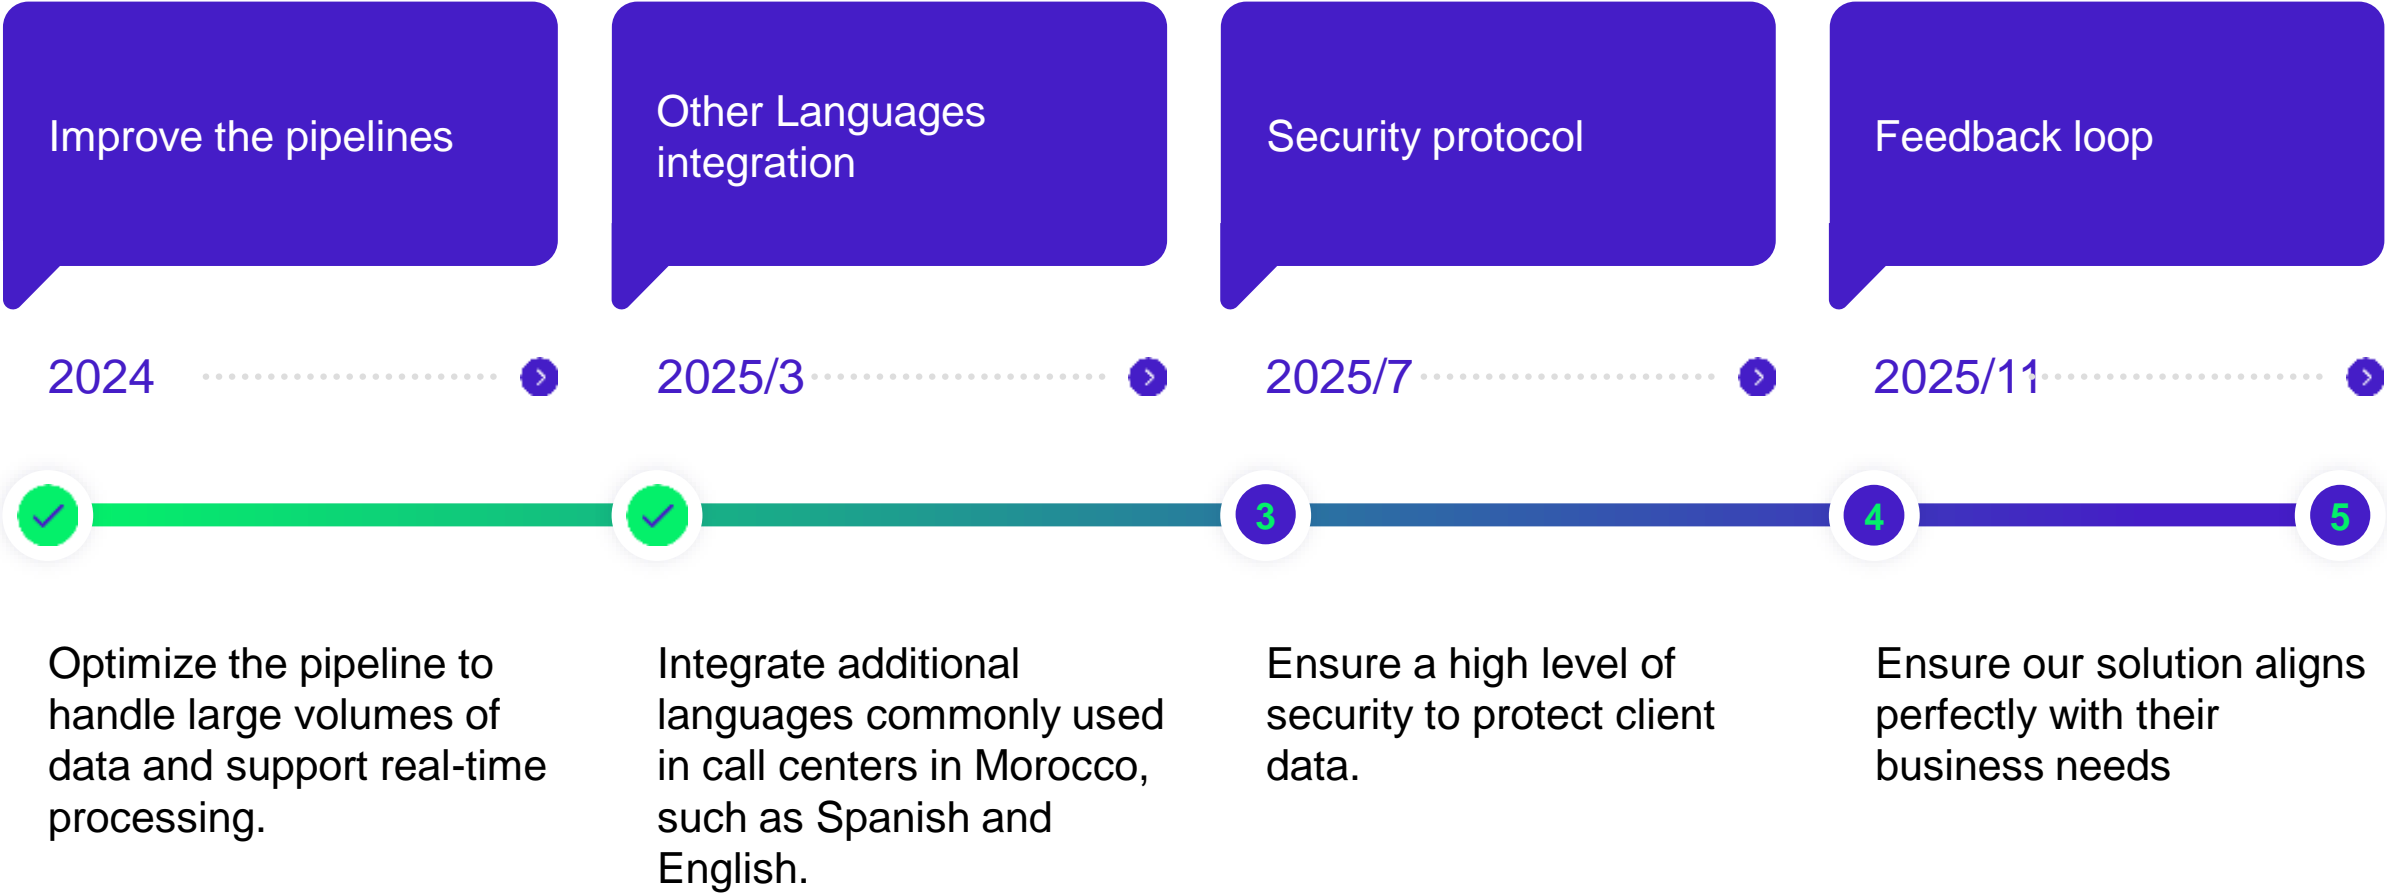 Improve the pipelines
Other Languages
integration
Security protocol
Feedback loop
2024
2025/3
2025/7
2025/11
3
4
5
Optimize the pipeline to
handle large volumes of
data and support real-time
processing.
Integrate additional
languages commonly used
in call centers in Morocco,
such as Spanish and
English.
Ensure a high level of
security to protect client
data.
Ensure our solution aligns
perfectly with their
business needs